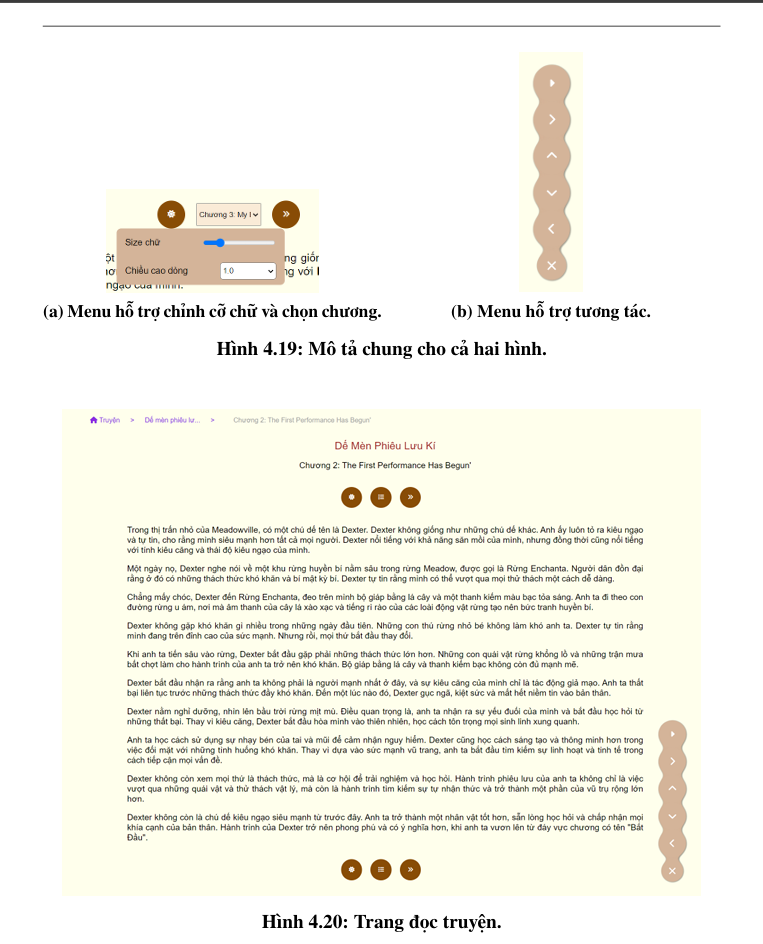 Chương 3: My I
Size chữ
Chiều cao dòng
1.0
ột
ng giốn
ng với l
ngạo của mình.
(a) Menu hỗ trợ chỉnh cỡ chữ và chọn chương.
(b) Menu hỗ trợ tương tác.
Hình 4.19: Mô tả chung cho cả hai hình.
Truyện > Dế mèn phiêu lư... > Chương 2: The First Performance Has Begun'
Dế Mèn Phiêu Lưu Kí
Chương 2: The First Performance Has Begun'
Trong thị trấn nhỏ của Meadowville, có một chú dế tên là Dexter. Dexter không giống như những chú dế khác. Anh ấy luôn tỏ ra kiêu ngạo
và tự tin, cho rằng mình siêu mạnh hơn tất cả mọi người. Dexter nổi tiếng với khả năng săn mồi của mình, nhưng đồng thời cũng nổi tiếng
với tính kiêu căng và thái độ kiêu ngạo của mình.
Một ngày nọ, Dexter nghe nói về một khu rừng huyền bí nằm sâu trong rừng Meadow, được gọi là Rừng Enchanta. Người dân đồn đại
rằng ở đó có những thách thức khó khăn và bí mật kỳ bí. Dexter tự tin rằng mình có thể vượt qua mọi thử thách một cách dễ dàng.
Chẳng mấy chốc, Dexter đến Rừng Enchanta, đeo trên mình bộ giáp bằng lá cây và một thanh kiếm màu bạc tỏa sáng. Anh ta đi theo con
đường rừng u ám, nơi mà âm thanh của cây lá xào xạc và tiếng rì rào của các loài động vật rừng tạo nên bức tranh huyền bí.
Dexter không gặp khó khăn gì nhiều trong những ngày đầu tiên. Những con thú rừng nhỏ bé không làm khó anh ta. Dexter tự tin rằng
mình đang trên đỉnh cao của sức mạnh. Nhưng rồi, mọi thứ bắt đầu thay đổi.
Khi anh ta tiến sâu vào rừng, Dexter bắt đầu gặp phải những thách thức lớn hơn. Những con quái vật rừng khổng lồ và những trận mưa
bất chợt làm cho hành trình của anh ta trở nên khó khăn. Bộ giáp bằng lá cây và thanh kiếm bạc không còn đủ mạnh mẽ.
Dexter bắt đầu nhận ra rằng anh ta không phải là người mạnh nhất ở đây, và sự kiêu căng của mình chỉ là tác động giả mạo. Anh ta thất
bại liên tục trước những thách thức đầy khó khăn. Đến một lúc nào đó, Dexter gục ngã, kiệt sức và mất hết niềm tin vào bản thân.
Dexter nằm nghỉ dưỡng, nhìn lên bầu trời rừng mịt mù. Điều quan trọng là, anh ta nhận ra sự yếu đuối của mình và bắt đầu học hỏi từ
những thất bại. Thay vì kiêu căng, Dexter bắt đầu hòa mình vào thiên nhiên, học cách tôn trọng mọi sinh linh xung quanh.
Anh ta học cách sử dụng sự nhạy bén của tai và mũi để cảm nhận nguy hiểm. Dexter cũng học cách sáng tạo và thông minh hơn trong
việc đối mặt với những tình huống khó khăn. Thay vì dựa vào sức mạnh vũ trang, anh ta bắt đầu tìm kiếm sự linh hoạt và tinh tế trong
cách tiếp cận mọi vấn đề.
Dexter không còn xem mọi thứ là thách thức, mà là cơ hội để trải nghiệm và học hỏi. Hành trình phiêu lưu của anh ta không chỉ là việc
vượt qua những quái vật và thử thách vật lý, mà còn là hành trình tìm kiếm sự tự nhận thức và trở thành một phần của vũ trụ rộng lớn
hơn.
Dexter không còn là chú dế kiêu ngạo siêu mạnh từ trước đây. Anh ta trở thành một nhân vật tốt hơn, sẵn lòng học hỏi và chấp nhận mọi
khía cạnh của bản thân. Hành trình của Dexter trở nên phong phú và có ý nghĩa hơn, khi anh ta vươn lên từ đáy vực chương có tên "Bắt
Đầu".
Hình 4.20: Trang đọc truyện.